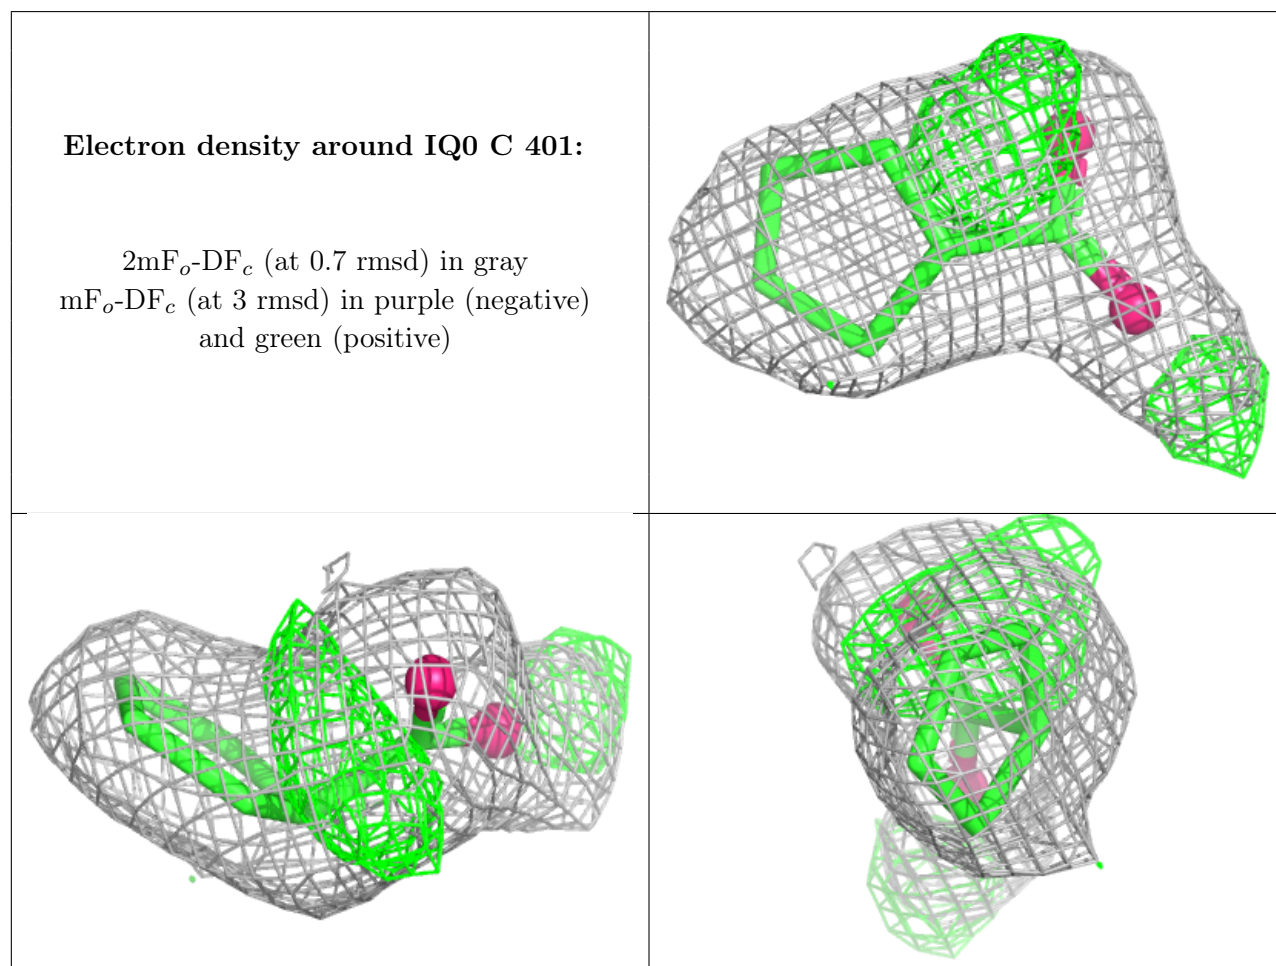 Electron density around IQ0 C 401:
2mFo-DFc (at 0.7 rmsd) in gray
mFo-DFc (at 3 rmsd) in purple (negative)
and green (positive)